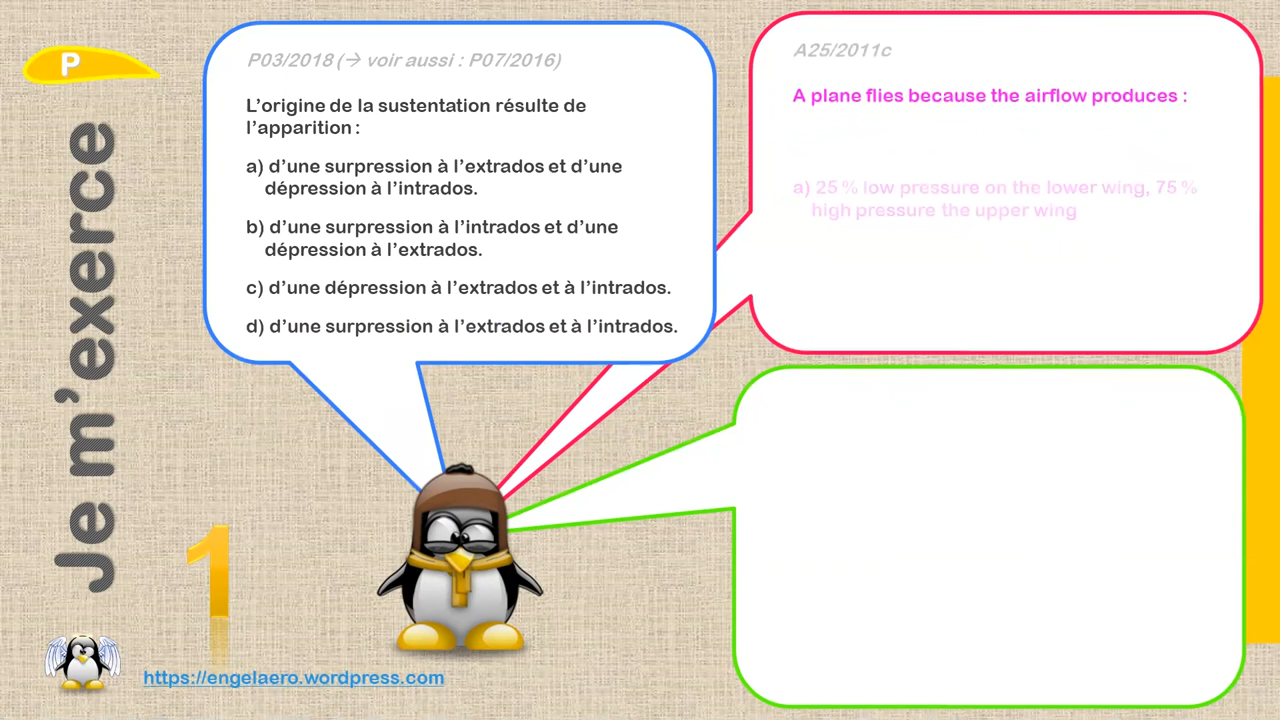 P
Je m’exerce
1
P03/2018 (→ voir aussi : P07/2016)
L’origine de la sustentation résulte de
l’apparition :
a) d’une surpression à l’extrados et d’une
dépression à l’intrados.
b) d’une surpression à l’intrados et d’une
dépression à l’extrados.
c) d’une dépression à l’extrados et à l’intrados.
d) d’une surpression à l’extrados et à l’intrados.
A25/2011c
A plane flies because the airflow produces :
a) 25 % low pressure on the lower wing, 75 %
high pressure the upper wing
https://engelaero.wordpress.com